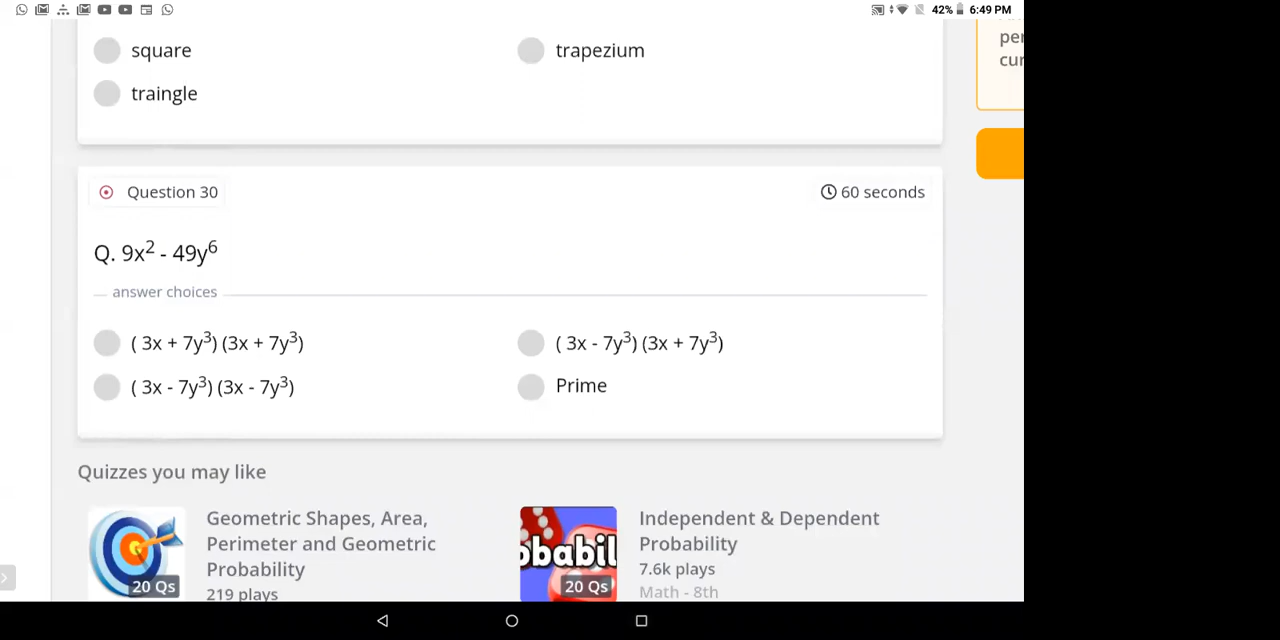 42% 6:49 PM
square
trapezium
traingle
Question 30
60 seconds
Q. 9x² - 49y⁶
answer choices
( 3x + 7y³) (3x + 7y³)
( 3x - 7y³) (3x + 7y³)
( 3x - 7y³) (3x - 7y³)
Prime
Quizzes you may like
Geometric Shapes, Area,
Perimeter and Geometric
Probability
219 plays
20 Qs
Independent & Dependent
Probability
7.6k plays
Math - 8th
20 Qs